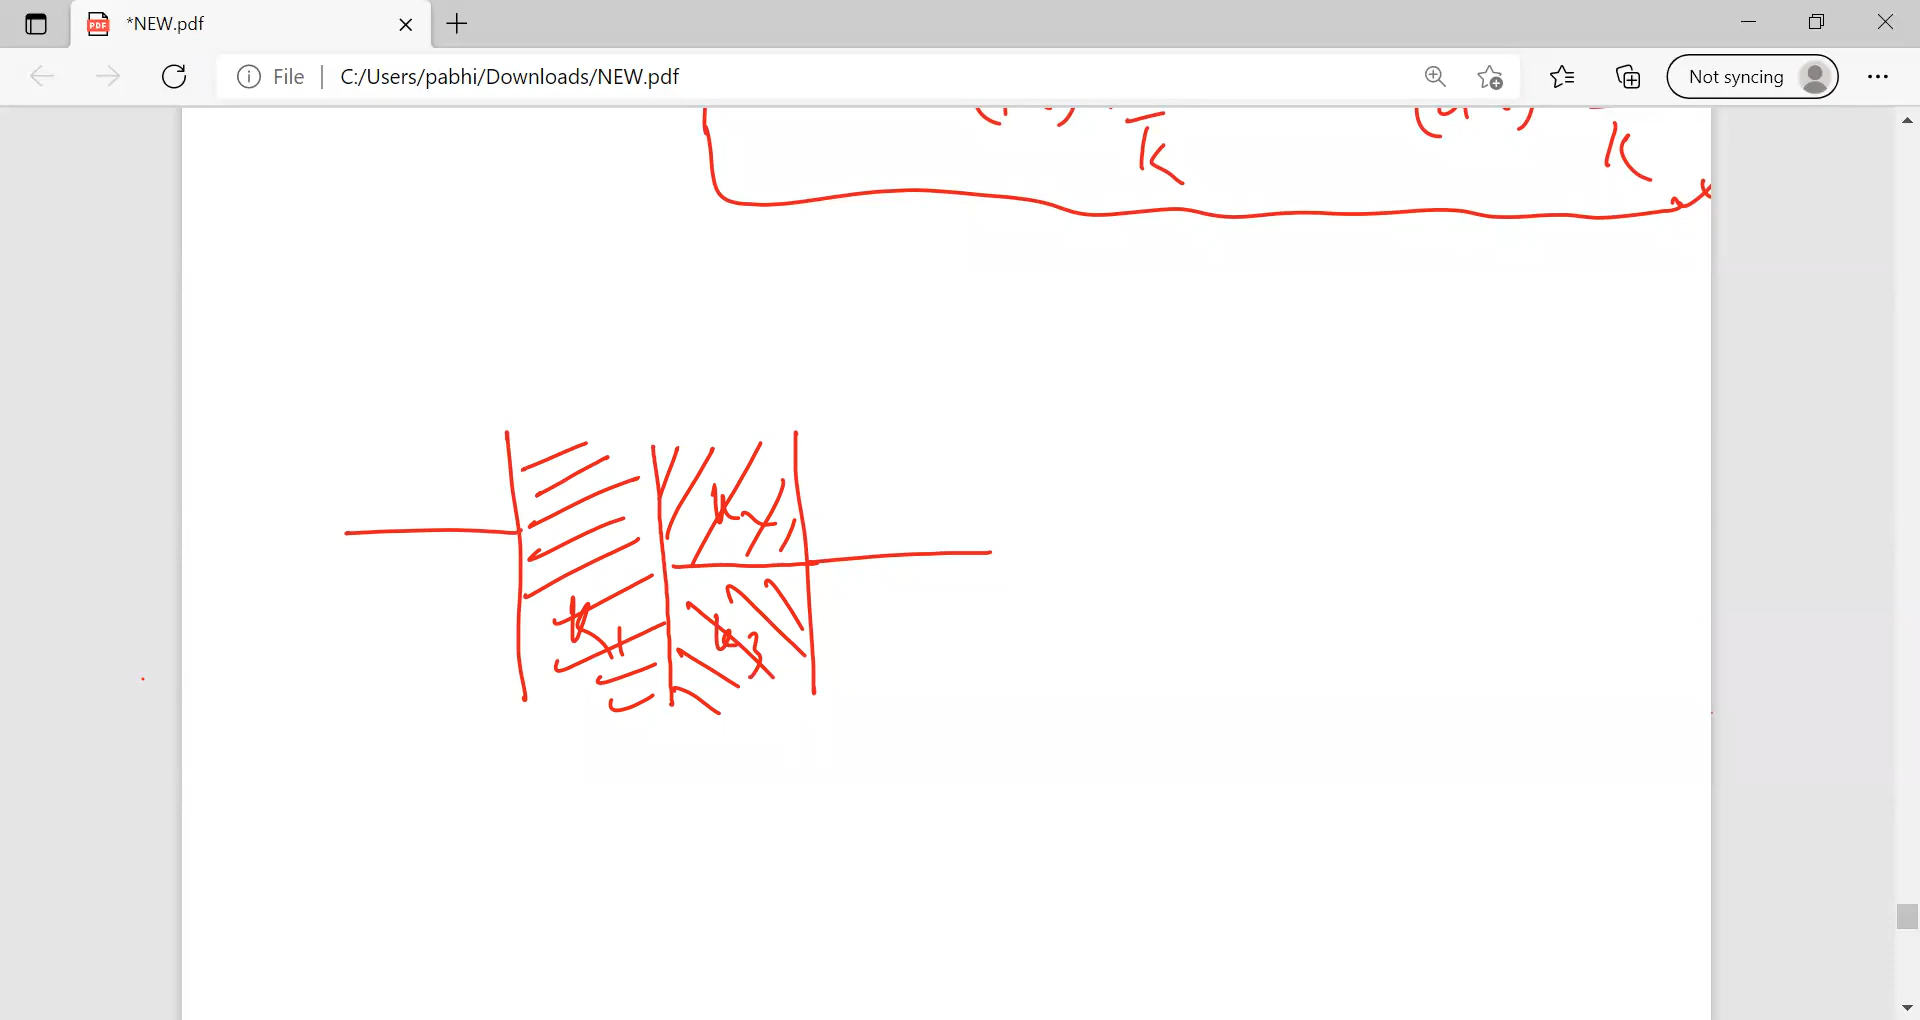 *NEW.pdf
File | C:/Users/pabhi/Downloads/NEW.pdf
Not syncing
K
K
K2
K1
K3